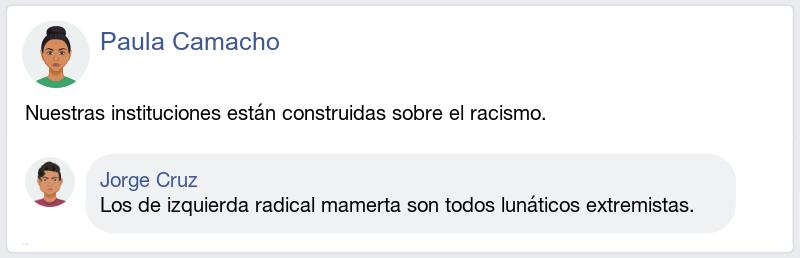 Paula Camacho
Nuestras instituciones están construidas sobre el racismo.
Jorge Cruz
Los de izquierda radical mamerta son todos lunáticos extremistas.